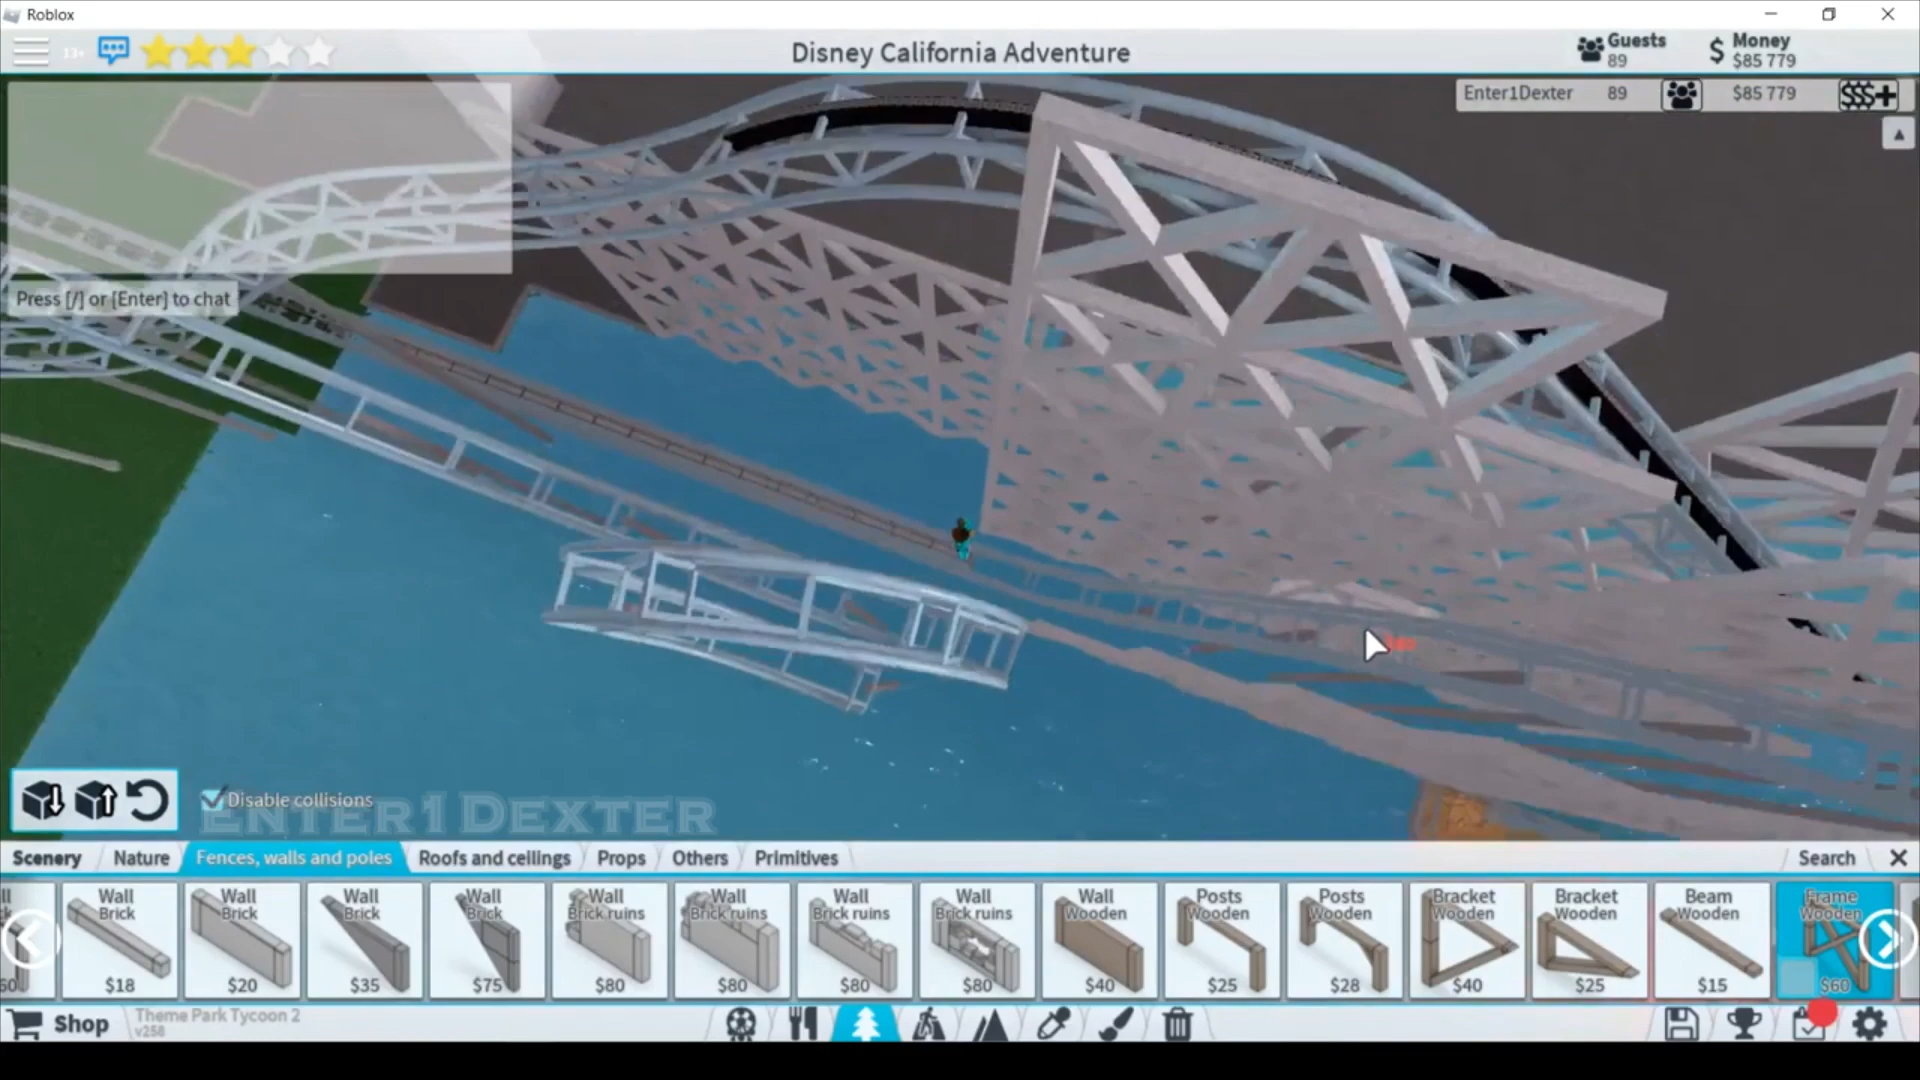 Roblox
13+
Disney California Adventure
Guests
89
Money
$85 779
Enter1Dexter 89 $85 779 $$$+
Press [/] or [Enter] to chat
Disable collisions
ENTER1DEXTER
Scenery Nature Fences, walls and poles Roofs and ceilings Props Others Primitives Search
Wall Brick $18
Wall Brick $20
Wall Brick $35
Wall Brick $75
Wall Brick ruins $80
Wall Brick ruins $80
Wall Brick ruins $80
Wall Brick ruins $80
Wall Wooden $40
Posts Wooden $25
Posts Wooden $28
Bracket Wooden $40
Bracket Wooden $25
Beam Wooden $15
Frame Wooden $60
Shop
Theme Park Tycoon 2
v258